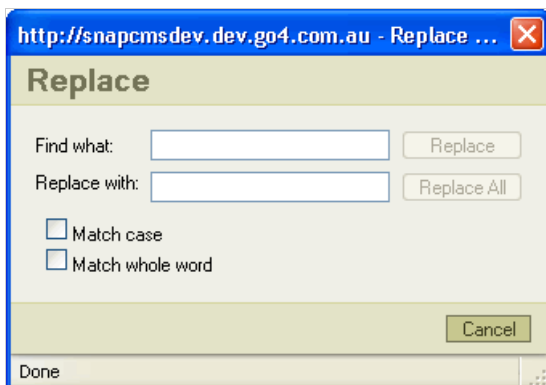 http://snapcmsdev.dev.go4.com.au - Replace ...
Replace
Find what: Replace
Replace with: Replace All
Match case
Match whole word
Cancel
Done